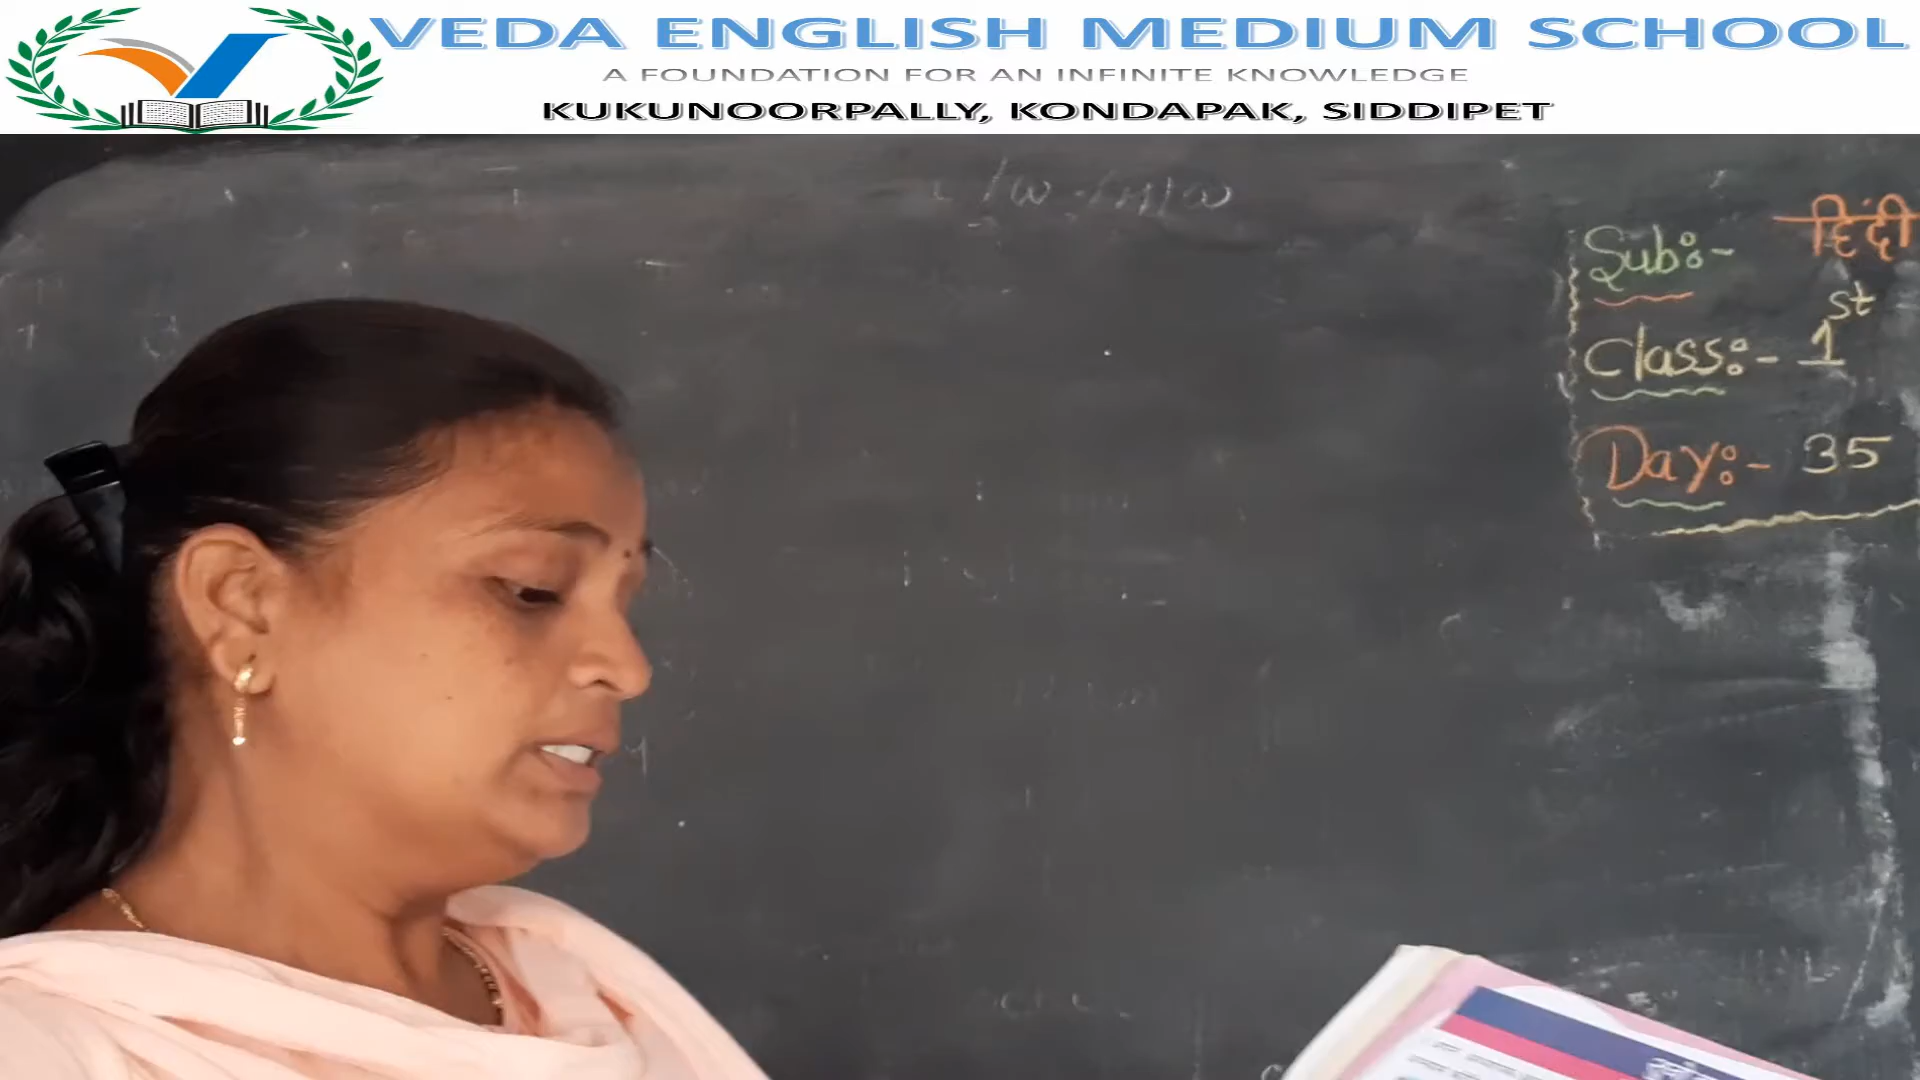 VEDA ENGLISH MEDIUM SCHOOL
A FOUNDATION FOR AN INFINITE KNOWLEDGE
KUKUNOORPALLY, KONDAPAK, SIDDIPET
Sub:- हिंदी
Class:- 1st
Day:- 35